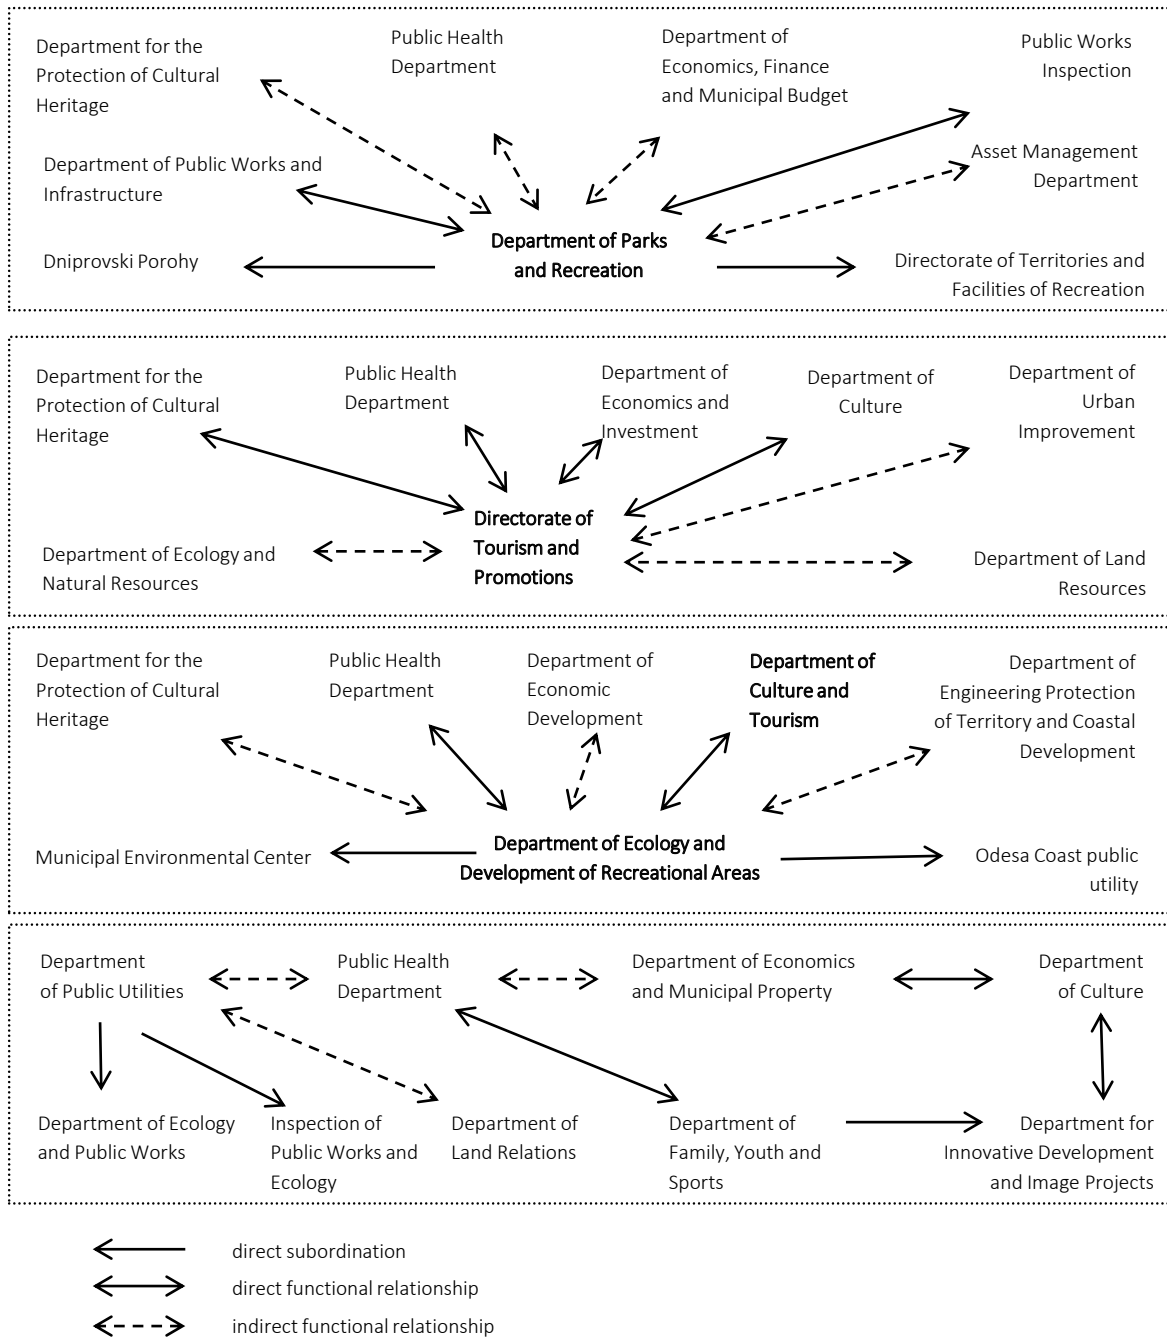 Department for the
Protection of Cultural
Heritage
Public Health
Department
Department of
Economics, Finance
and Municipal Budget
Public Works
Inspection
Department of Public Works and
Infrastructure
Asset Management
Department
Department of Parks
and Recreation
Dniprovski Porohy
Directorate of Territories and
Facilities of Recreation
Department for the
Protection of Cultural
Heritage
Public Health
Department
Department of
Economics and
Investment
Department of
Culture
Department of
Urban
Improvement
Directorate of
Tourism and
Promotions
Department of Ecology and
Natural Resources
Department of Land
Resources
Department for the
Protection of Cultural
Heritage
Public Health
Department
Department of
Economic
Development
Department of
Culture and
Tourism
Department of
Engineering Protection
of Territory and Coastal
Development
Municipal Environmental Center
Department of Ecology and
Development of Recreational Areas
Odesa Coast public
utility
Department
of Public Utilities
Public Health
Department
Department of Economics
and Municipal Property
Department
of Culture
Department of Ecology
and Public Works
Inspection of
Public Works and
Ecology
Department of
Land Relations
Department of
Family, Youth and
Sports
Department for
Innovative Development
and Image Projects
direct subordination
direct functional relationship
indirect functional relationship